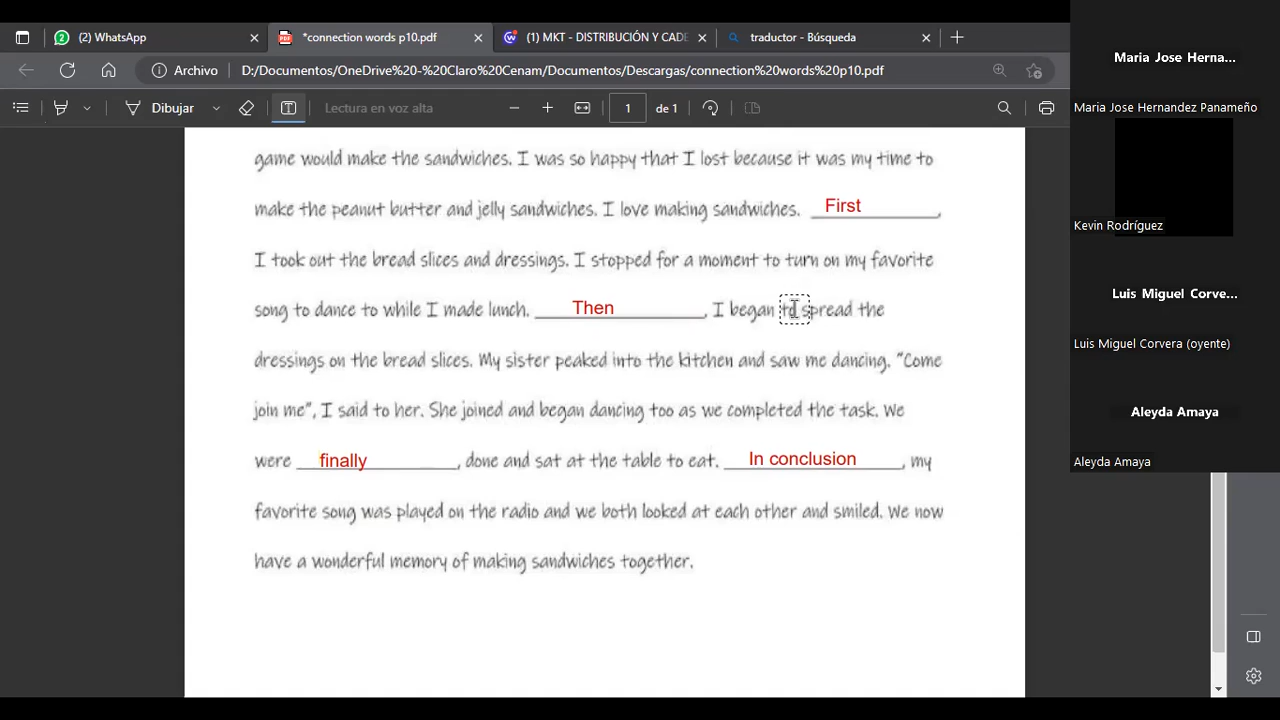 (2) WhatsApp
*connection words p10.pdf
(1) MKT - DISTRIBUCIÓN Y CADE
traductor - Búsqueda
Archivo
D:/Documentos/OneDrive%20-%20Claro%20Cenam/Documentos/Descargas/connection%20words%20p10.pdf
Dibujar
Lectura en voz alta
1 de 1
game would make the sandwiches. I was so happy that I lost because it was my time to
make the peanut butter and jelly sandwiches. I love making sandwiches. First,
I took out the bread slices and dressings. I stopped for a moment to turn on my favorite
song to dance to while I made lunch. Then, I began to spread the
dressings on the bread slices. My sister peaked into the kitchen and saw me dancing. "Come
join me", I said to her. She joined and began dancing too as we completed the task. We
were finally, done and sat at the table to eat. In conclusion, my
favorite song was played on the radio and we both looked at each other and smiled. We now
have a wonderful memory of making sandwiches together.
Maria Jose Herna...
Maria Jose Hernandez Panameño
Kevin Rodríguez
Luis Miguel Corve...
Luis Miguel Corvera (oyente)
Aleyda Amaya
Aleyda Amaya